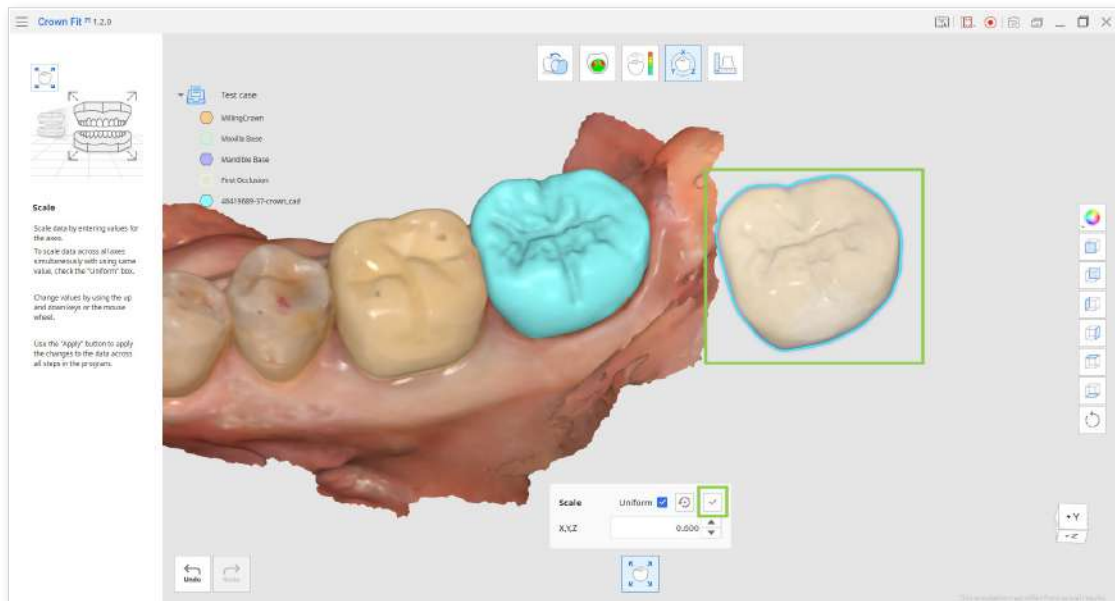 Crown Fit 1.2.0
Scale
Scale data by entering values for
the axes.
To scale data across all axes
simultaneously with using same
value, check the "Uniform" box.
Change values by using the up
and down keys or the mouse
wheel.
Use the "Apply" button to apply
the changes to the data across
all steps in the program.
X
Y Z
Test case
MillingCrown
Maxilla Base
Mandible Base
First Occlusion
Scale Uniform
X,Y,Z 0.600
+Y
-Z
Undo
Redo